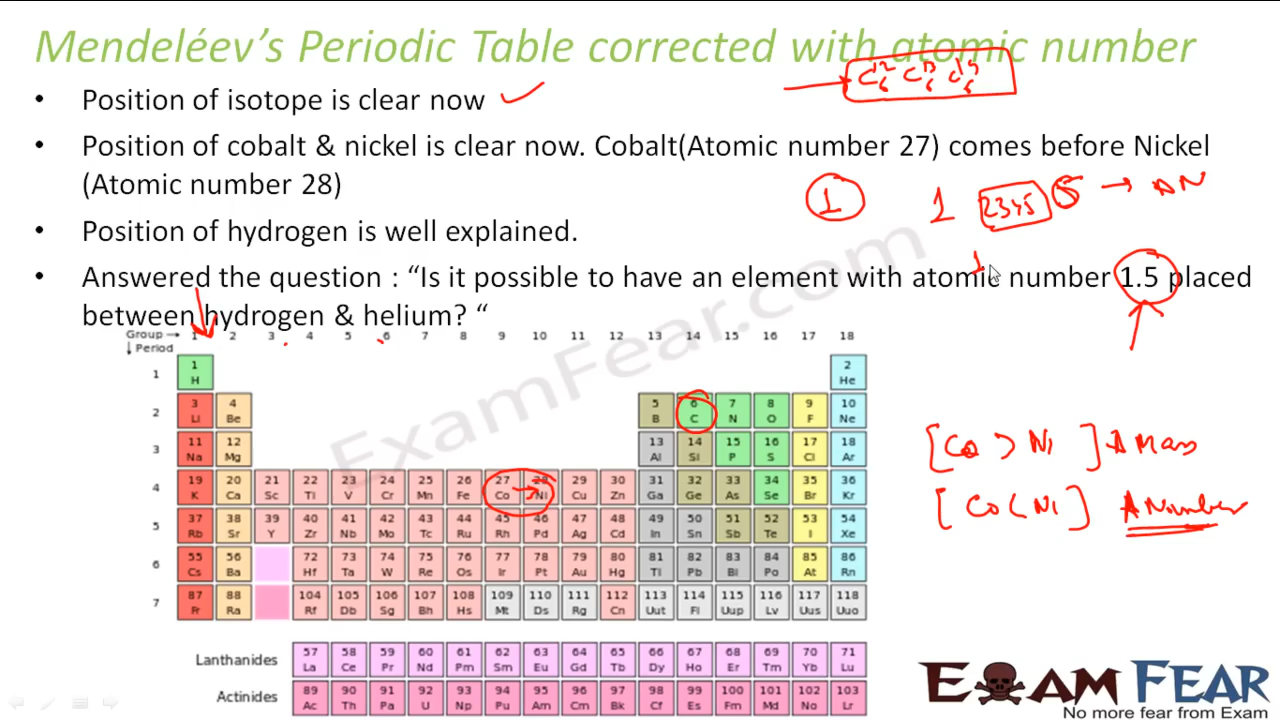 Mendeléev's Periodic Table corrected with atomic number
C 12 6 C 13 6 C 14 6
• Position of isotope is clear now
• Position of cobalt & nickel is clear now. Cobalt(Atomic number 27) comes before Nickel
(Atomic number 28)
1 1 2345 → AN
• Position of hydrogen is well explained.
• Answered the question : “Is it possible to have an element with atomic number 1.5 placed
between hydrogen & helium? “
1
ExamFear.com
Group → 1 2 3 4 5 6 7 8 9 10 11 12 13 14 15 16 17 18
↓ Period
1 1 2
H He
2 3 4 5 6 7 8 9 10
Li Be B C N O F Ne
3 11 12 13 14 15 16 17 18
Na Mg Al Si P S Cl Ar
[Co > Ni] A Mass
4 19 20 21 22 23 24 25 26 27 28 29 30 31 32 33 34 35 36
K Ca Sc Ti V Cr Mn Fe Co Ni Cu Zn Ga Ge As Se Br Kr
[Co < Ni] A Number
5 37 38 39 40 41 42 43 44 45 46 47 48 49 50 51 52 53 54
Rb Sr Y Zr Nb Mo Tc Ru Rh Pd Ag Cd In Sn Sb Te I Xe
6 55 56 72 73 74 75 76 77 78 79 80 81 82 83 84 85 86
Cs Ba Hf Ta W Re Os Ir Pt Au Hg Tl Pb Bi Po At Rn
7 87 88 104 105 106 107 108 109 110 111 112 113 114 115 116 117 118
Fr Ra Rf Db Sg Bh Hs Mt Ds Rg Cn Uut Fl Uup Lv Uus Uuo
Lanthanides 57 58 59 60 61 62 63 64 65 66 67 68 69 70 71
La Ce Pr Nd Pm Sm Eu Gd Tb Dy Ho Er Tm Yb Lu
Actinides 89 90 91 92 93 94 95 96 97 98 99 100 101 102 103
Ac Th Pa U Np Pu Am Cm Bk Cf Es Fm Md No Lr
EXAM FEAR
No more fear from Exam